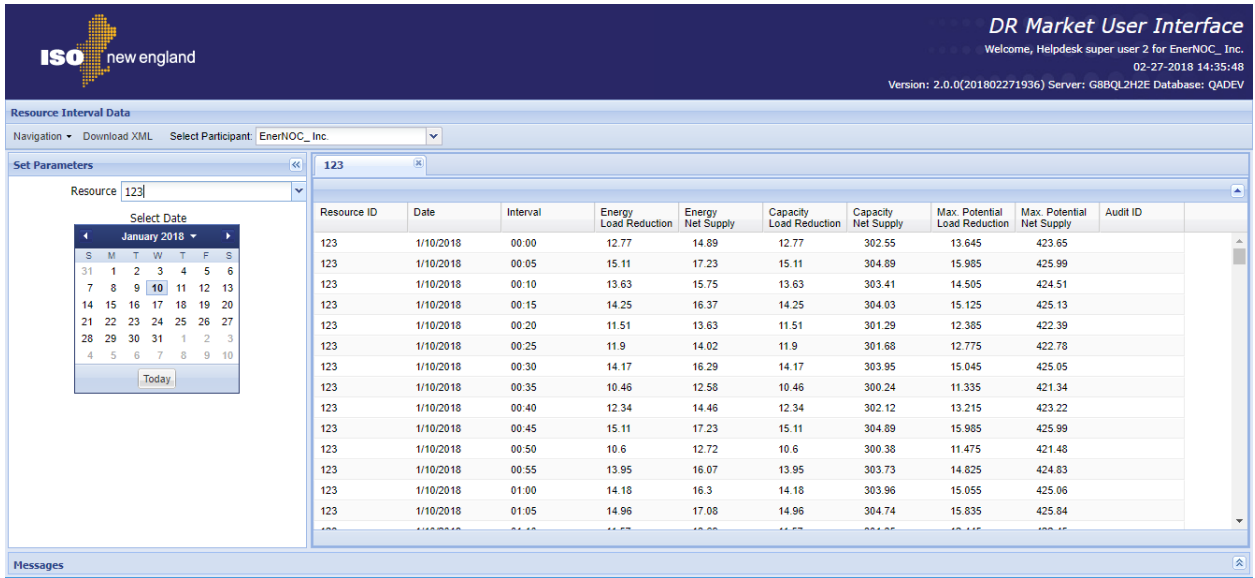 DR Market User Interface
ISO new england
Welcome, Helpdesk super user 2 for EnerNOC_ Inc.
02-27-2018 14:35:48
Version: 2.0.0(201802271936) Server: G8BQL2H2E Database: QADEV
Resource Interval Data
Navigation Download XML Select Participant: EnerNOC_ Inc.
Set Parameters
Resource 123
Select Date
January 2018
S M T W T F S
31 1 2 3 4 5 6
7 8 9 10 11 12 13
14 15 16 17 18 19 20
21 22 23 24 25 26 27
28 29 30 31 1 2 3
4 5 6 7 8 9 10
Today
123
Resource ID Date Interval Energy Load Reduction Energy Net Supply Capacity Load Reduction Capacity Net Supply Max. Potential Load Reduction Max. Potential Net Supply Audit ID
123 1/10/2018 00:00 12.77 14.89 12.77 302.55 13.645 423.65
123 1/10/2018 00:05 15.11 17.23 15.11 304.89 15.985 425.99
123 1/10/2018 00:10 13.63 15.75 13.63 303.41 14.505 424.51
123 1/10/2018 00:15 14.25 16.37 14.25 304.03 15.125 425.13
123 1/10/2018 00:20 11.51 13.63 11.51 301.29 12.385 422.39
123 1/10/2018 00:25 11.9 14.02 11.9 301.68 12.775 422.78
123 1/10/2018 00:30 14.17 16.29 14.17 303.95 15.045 425.05
123 1/10/2018 00:35 10.46 12.58 10.46 300.24 11.335 421.34
123 1/10/2018 00:40 12.34 14.46 12.34 302.12 13.215 423.22
123 1/10/2018 00:45 15.11 17.23 15.11 304.89 15.985 425.99
123 1/10/2018 00:50 10.6 12.72 10.6 300.38 11.475 421.48
123 1/10/2018 00:55 13.95 16.07 13.95 303.73 14.825 424.83
123 1/10/2018 01:00 14.18 16.3 14.18 303.96 15.055 425.06
123 1/10/2018 01:05 14.96 17.08 14.96 304.74 15.835 425.84
Messages